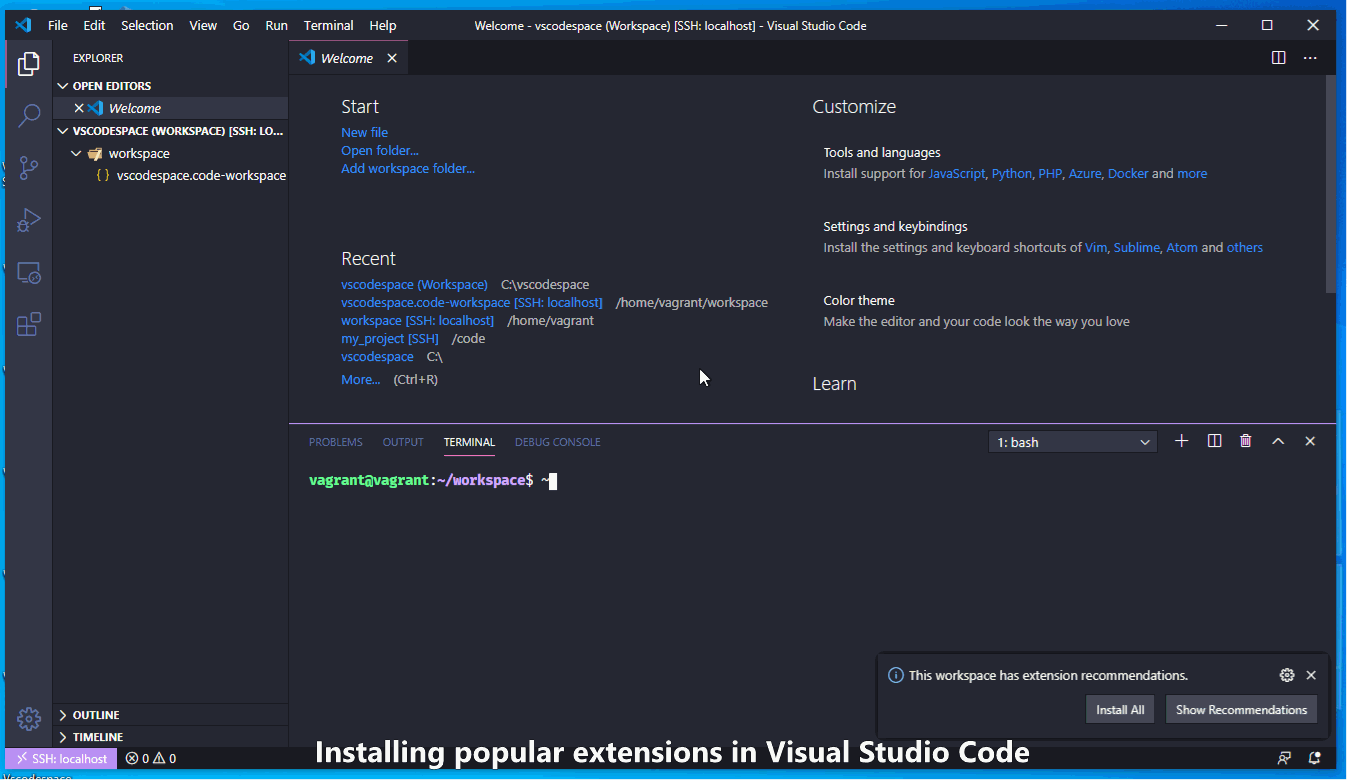 File Edit Selection View Go Run Terminal Help Welcome - vscodespace (Workspace) [SSH: localhost] - Visual Studio Code
EXPLORER
Welcome
OPEN EDITORS
Welcome
VSCODESPACE (WORKSPACE) [SSH: LO...
workspace
{ } vscodespace.code-workspace
OUTLINE
TIMELINE
Start
New file
Open folder...
Add workspace folder...
Recent
vscodespace (Workspace) C:\vscodespace
vscodespace.code-workspace [SSH: localhost] /home/vagrant/workspace
workspace [SSH: localhost] /home/vagrant
my_project [SSH] /code
vscodespace C:\
More... (Ctrl+R)
Customize
Tools and languages
Install support for JavaScript, Python, PHP, Azure, Docker and more
Settings and keybindings
Install the settings and keyboard shortcuts of Vim, Sublime, Atom and others
Color theme
Make the editor and your code look the way you love
Learn
PROBLEMS OUTPUT TERMINAL DEBUG CONSOLE 1: bash
vagrant@vagrant:~/workspace$ ~
This workspace has extension recommendations.
Install All Show Recommendations
Installing popular extensions in Visual Studio Code
SSH: localhost 0 0